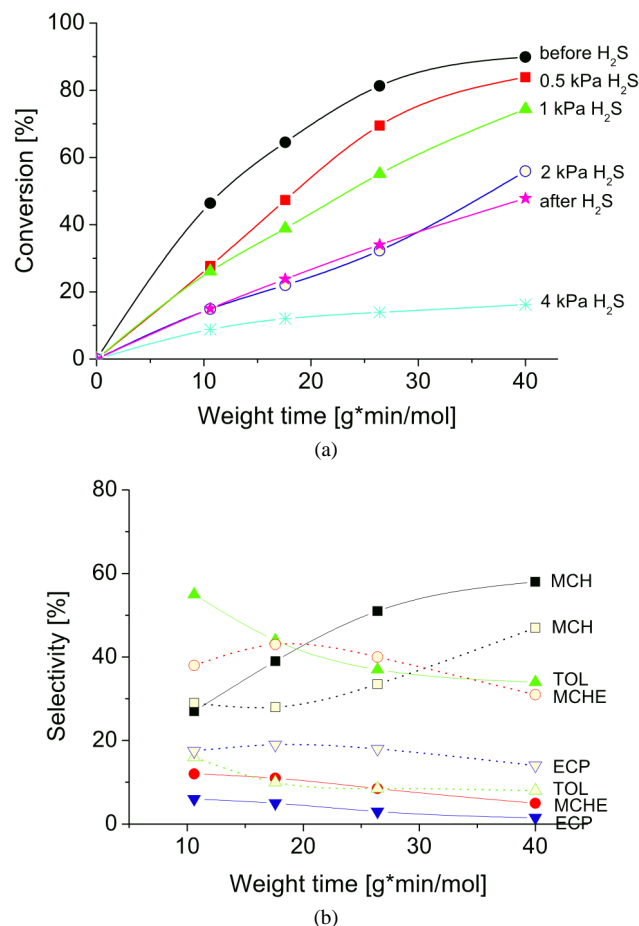 100
80
60
40
20
0
Conversion [%]
before H₂S
0.5 kPa H₂S
1 kPa H₂S
2 kPa H₂S
after H₂S
4 kPa H₂S
0 10 20 30 40
Weight time [g*min/mol]
(a)
80
60
40
20
0
Selectivity [%]
MCH
MCH
TOL
MCHE
ECP
TOL
MCHE
ECP
10 20 30 40
Weight time [g*min/mol]
(b)